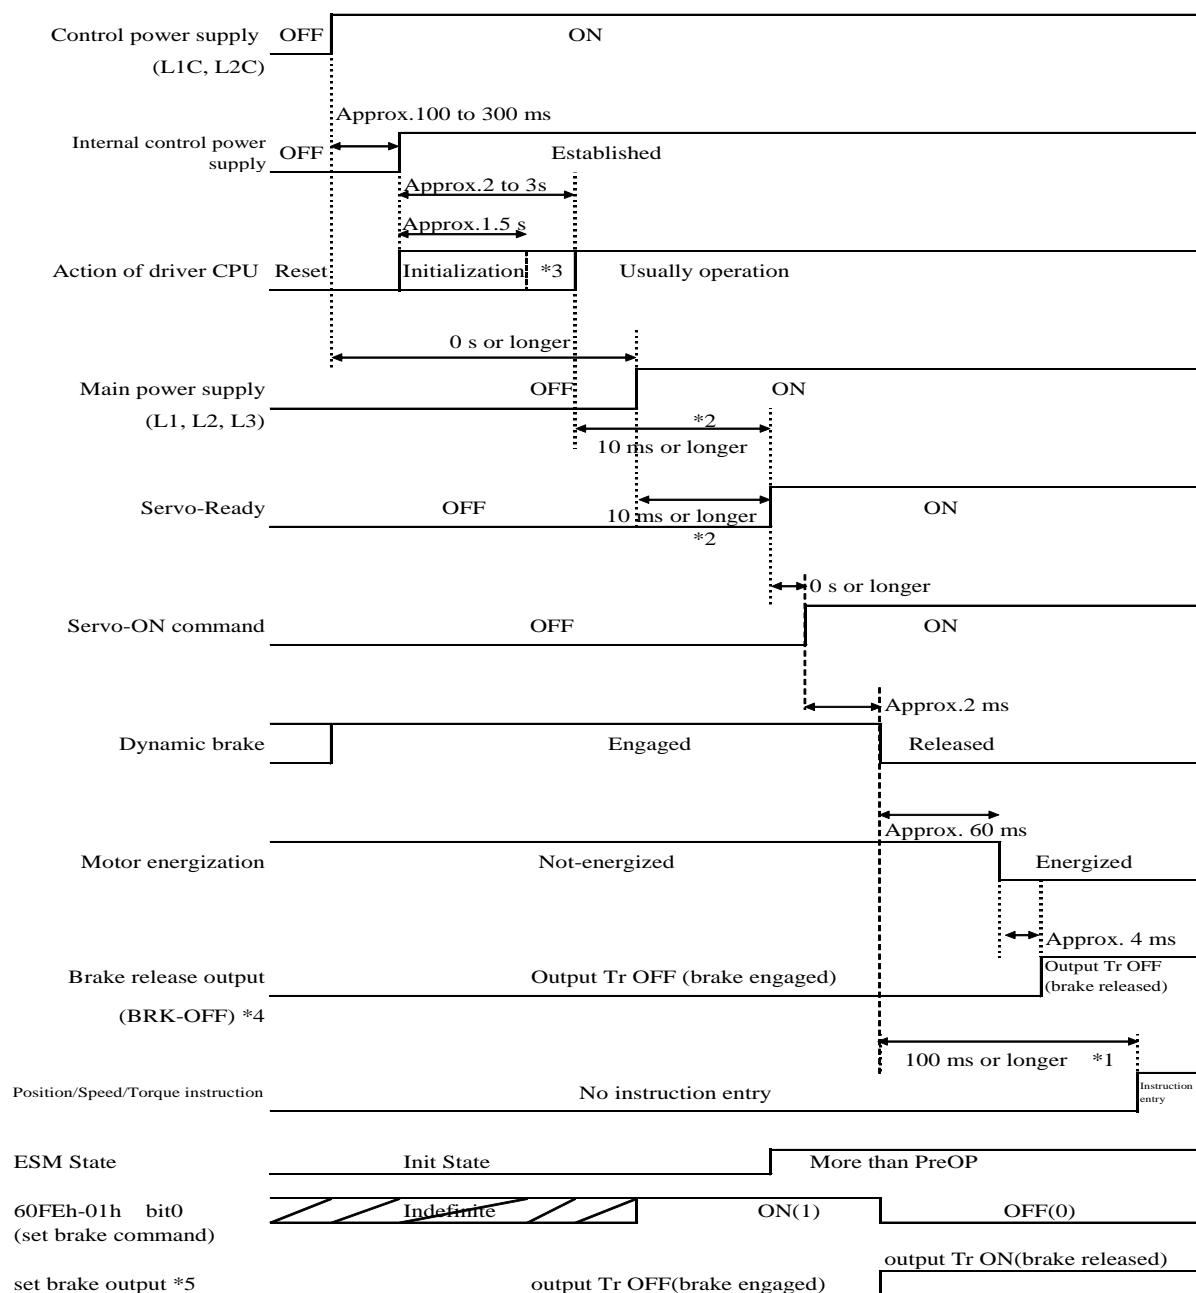 Control power supply OFF ON
(L1C, L2C)
Approx.100 to 300 ms
Internal control power
supply OFF Established
Approx.2 to 3s
Approx.1.5 s
Action of driver CPU Reset Initialization *3 Usually operation
0 s or longer
Main power supply OFF ON
(L1, L2, L3)
*2
10 ms or longer
Servo-Ready OFF ON
10 ms or longer
*2
0 s or longer
Servo-ON command OFF ON
Approx.2 ms
Dynamic brake Engaged Released
Approx. 60 ms
Motor energization Not-energized Energized
Approx. 4 ms
Brake release output Output Tr OFF (brake engaged) Output Tr OFF
(brake released)
(BRK-OFF) *4
100 ms or longer *1
Position/Speed/Torque instruction No instruction entry Instruction
entry
ESM State Init State More than PreOP
60FEh-01h bit0 Indefinite ON(1) OFF(0)
(set brake command)
output Tr ON(brake released)
set brake output *5 output Tr OFF(brake engaged)